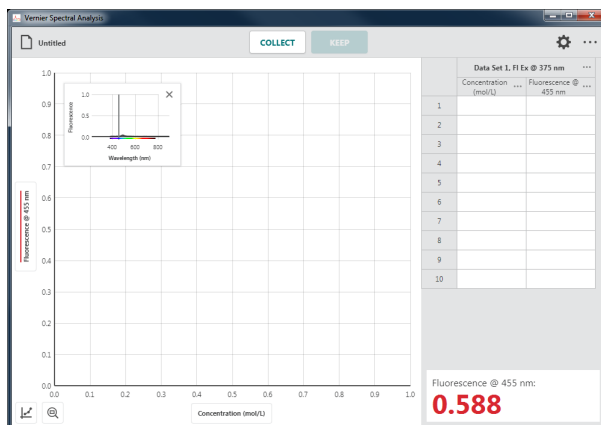 Vernier Spectral Analysis
Untitled
COLLECT
KEEP
1.0
0.9
0.8
0.7
0.6
0.5
0.4
0.3
0.2
0.1
0.0
Fluorescence @ 455 nm
0.0 0.1 0.2 0.3 0.4 0.5 0.6 0.7 0.8 0.9 1.0
Concentration (mol/L)
1.0
0.5
0.0
Fluorescence
400 600 800
Wavelength (nm)
Data Set 1, Fl Ex @ 375 nm
Concentration (mol/L)
Fluorescence @ 455 nm
1
2
3
4
5
6
7
8
9
10
Fluorescence @ 455 nm:
0.588